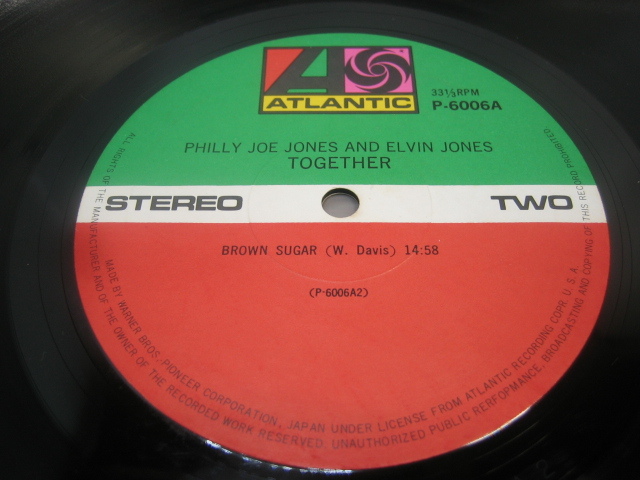 ATLANTIC
33⅓RPM
P-6006A
PHILLY JOE JONES AND ELVIN JONES
TOGETHER
STEREO
TWO
BROWN SUGAR (W. Davis) 14:58
(P-6006A2)
ALL RIGHTS OF THE MANUFACTURER AND OF THE OWNER OF THE RECORDED WORK RESERVED. UNAUTHORIZED PUBLIC RERFORMANCE, BROADCASTING AND COPYING OF THIS RECORD PROHIBITED
MADE BY WARNER BROS.-PIONEER CORPORATION, JAPAN UNDER LICENSE FROM ATLANTIC RECORDING COPR. U.S.A.